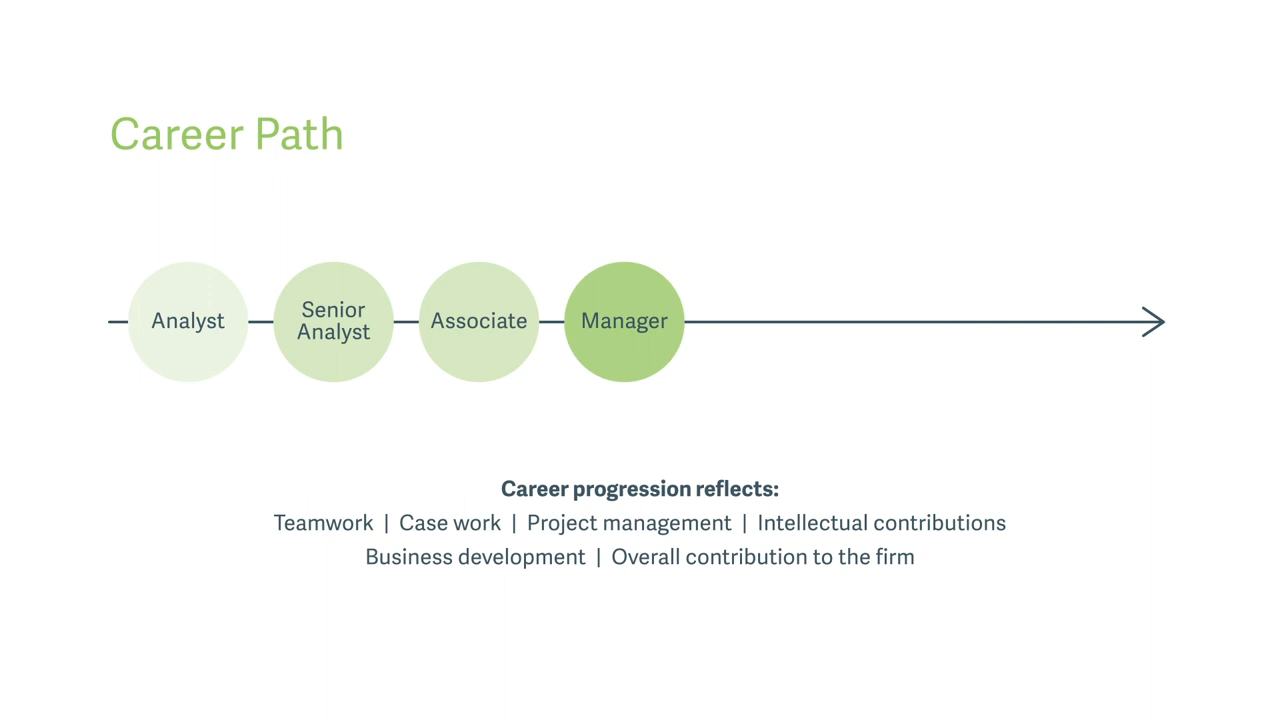 Career Path
Analyst
Senior
Analyst
Associate
Manager
Career progression reflects:
Teamwork | Case work | Project management | Intellectual contributions
Business development | Overall contribution to the firm